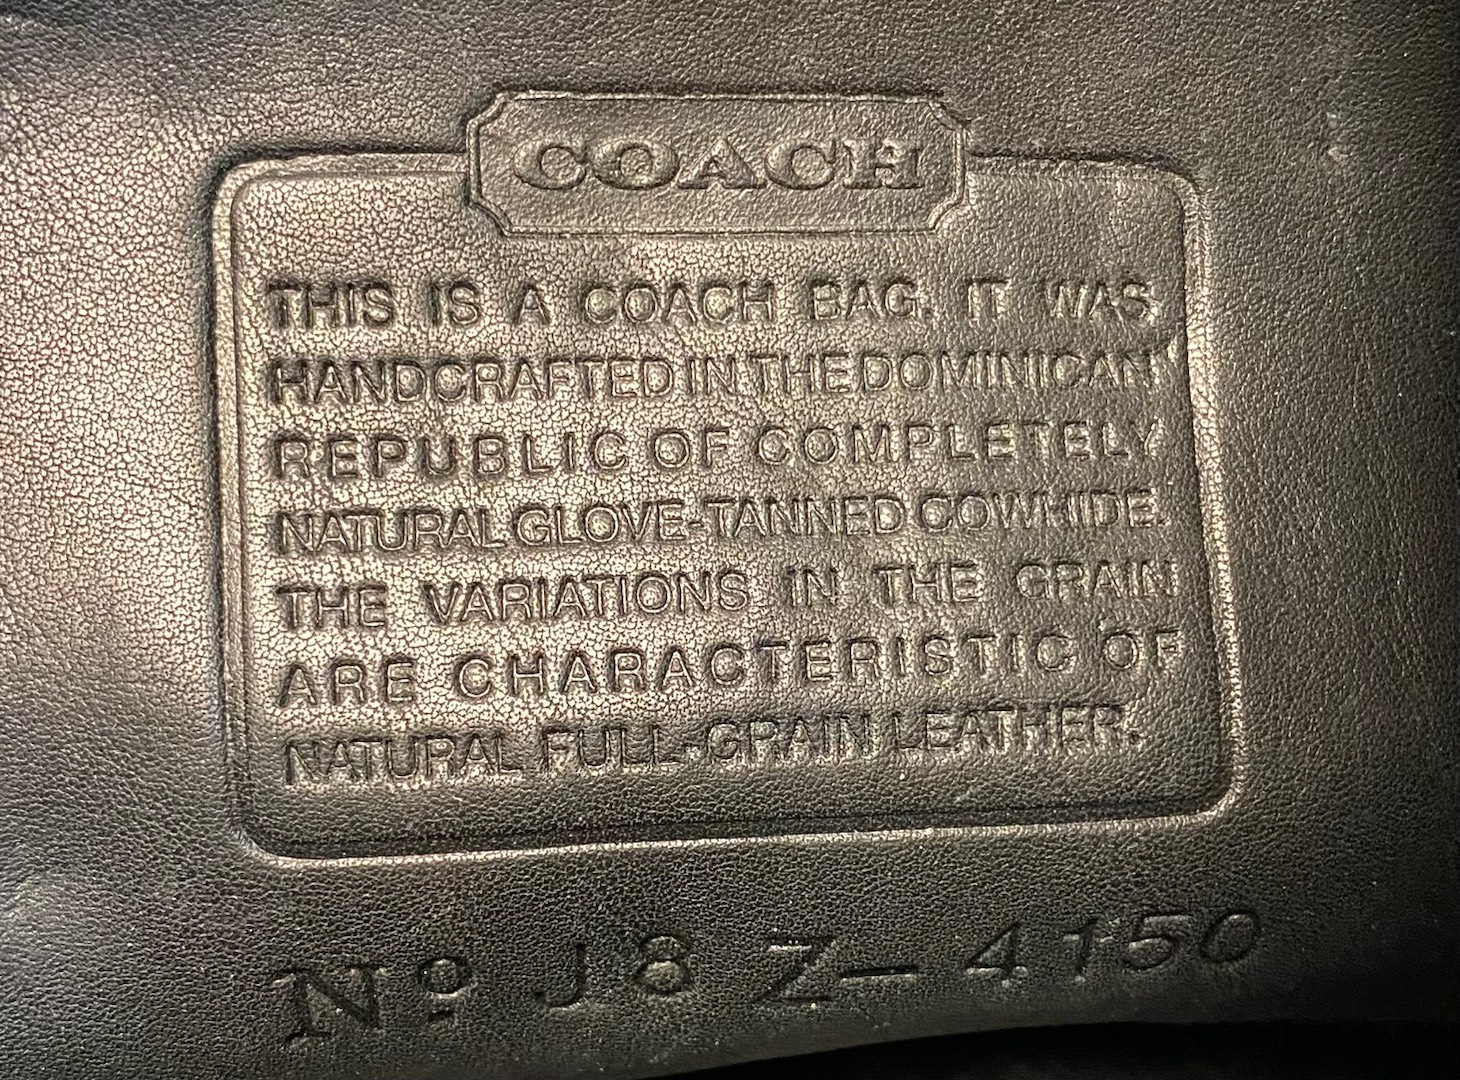 COACH
THIS IS A COACH BAG. IT WAS
HANDCRAFTED IN THE DOMINICAN
REPUBLIC OF COMPLETELY
NATURAL GLOVE-TANNED COWHIDE.
THE VARIATIONS IN THE GRAIN
ARE CHARACTERISTIC OF
NATURAL FULL-GRAIN LEATHER.
Nº J8Z-4150